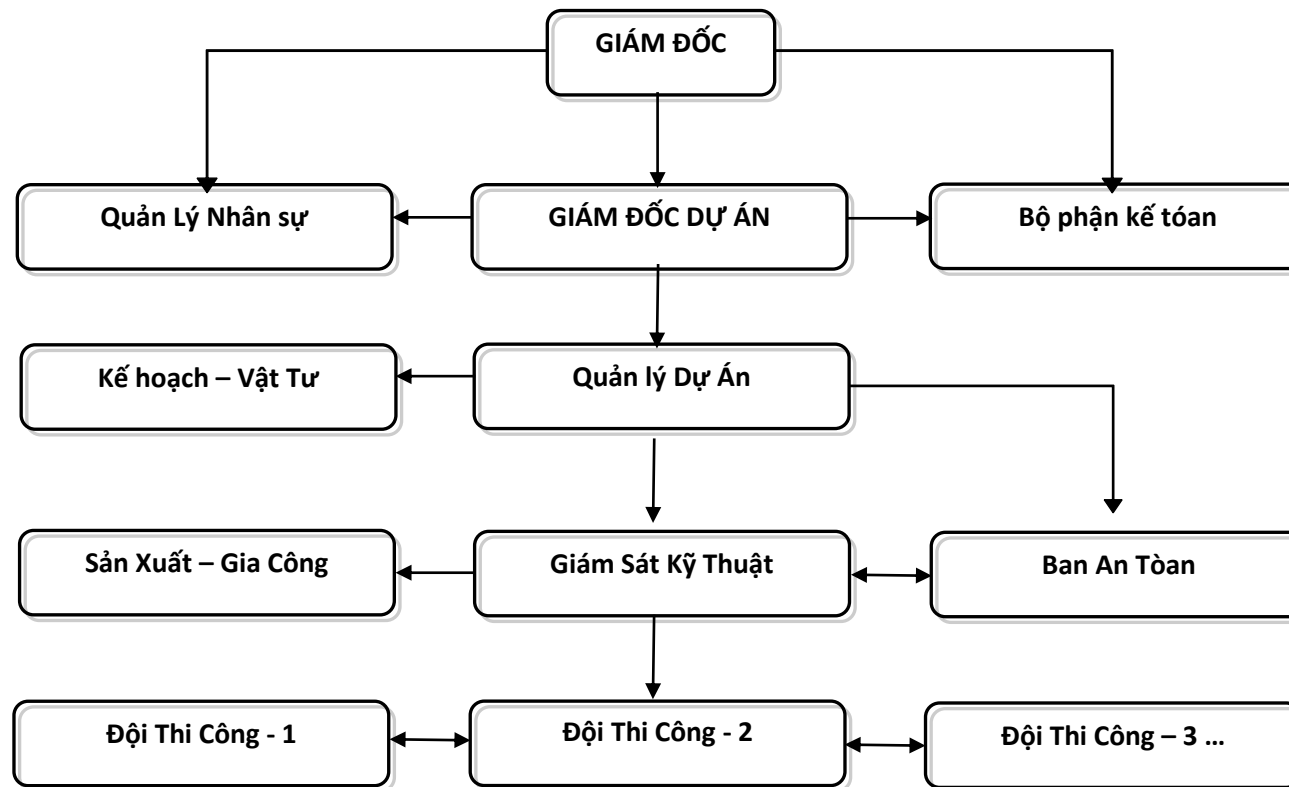 GIÁM ĐỐC
Quản Lý Nhân sự
GIÁM ĐỐC DỰ ÁN
Bộ phận kế tóan
Kế hoạch – Vật Tư
Quản lý Dự Án
Sản Xuất – Gia Công
Giám Sát Kỹ Thuật
Ban An Tòan
Đội Thi Công - 1
Đội Thi Công - 2
Đội Thi Công – 3 ...